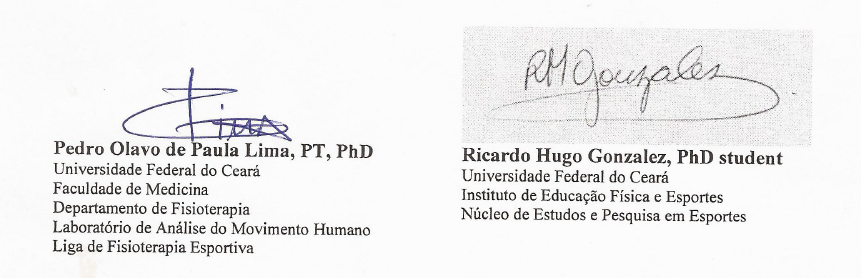 Lima
Pedro Olavo de Paula Lima, PT, PhD
Universidade Federal do Ceará
Faculdade de Medicina
Departamento de Fisioterapia
Laboratório de Análise do Movimento Humano
Liga de Fisioterapia Esportiva
RHGonzales
Ricardo Hugo Gonzalez, PhD student
Universidade Federal do Ceará
Instituto de Educação Física e Esportes
Núcleo de Estudos e Pesquisa em Esportes